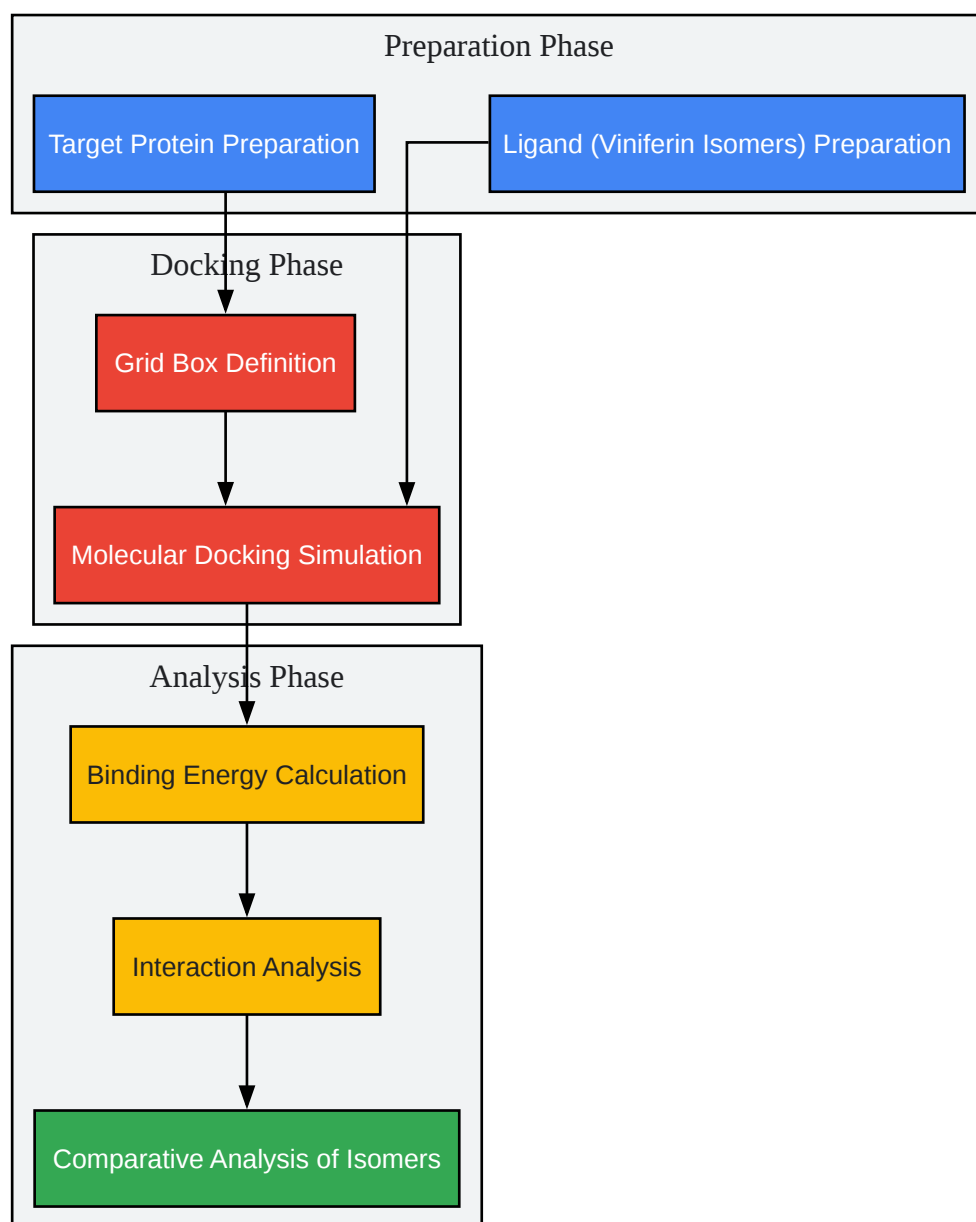 Preparation Phase
Target Protein Preparation
Ligand (Viniferin Isomers) Preparation
Docking Phase
Grid Box Definition
Molecular Docking Simulation
Analysis Phase
Binding Energy Calculation
Interaction Analysis
Comparative Analysis of Isomers